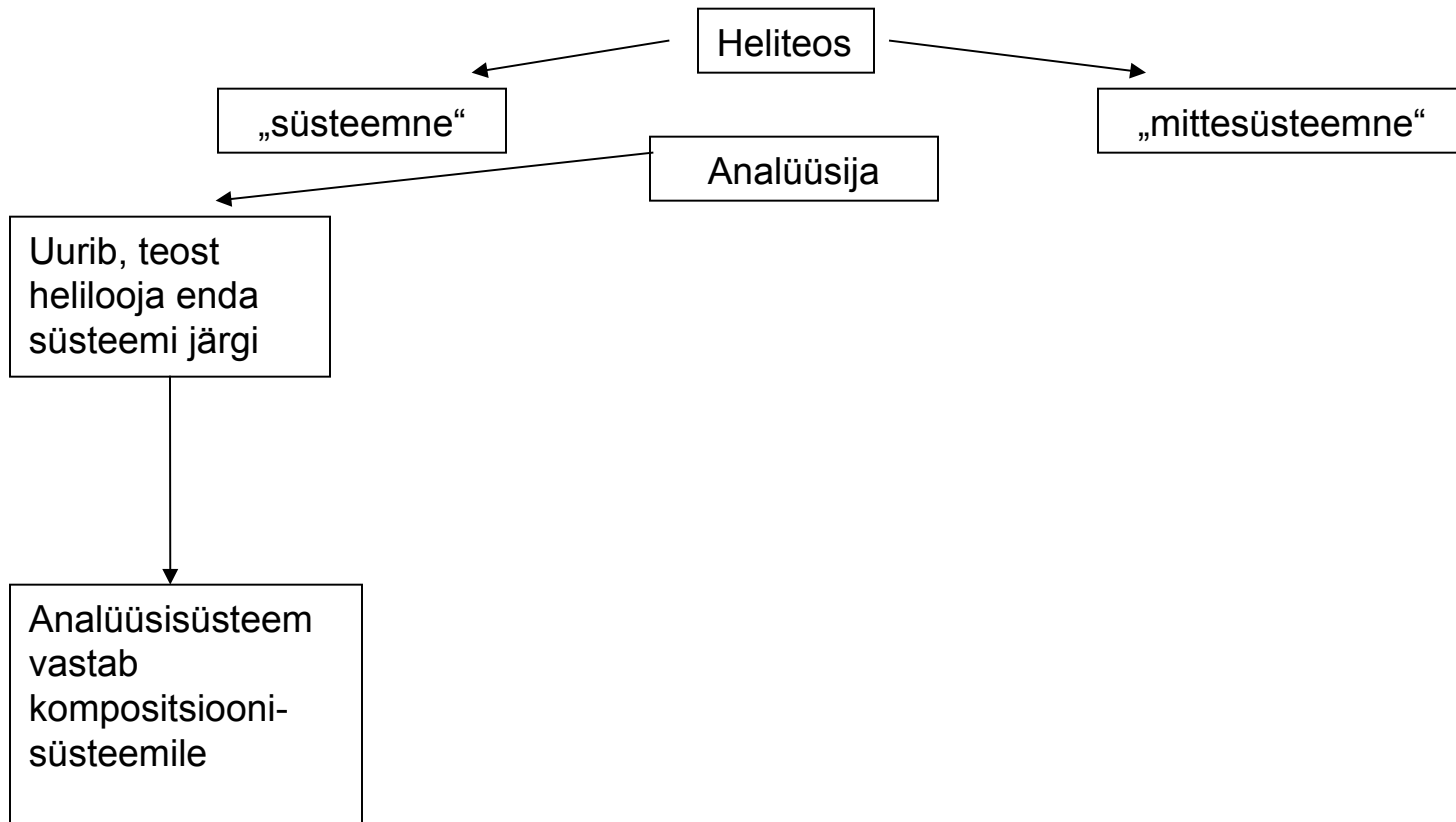 Heliteos
„süsteemne“
„mittesüsteemne“
Analüüsija
Uurib, teost
helilooja enda
süsteemi järgi
Analüüsisüsteem
vastab
kompositsiooni-
süsteemile